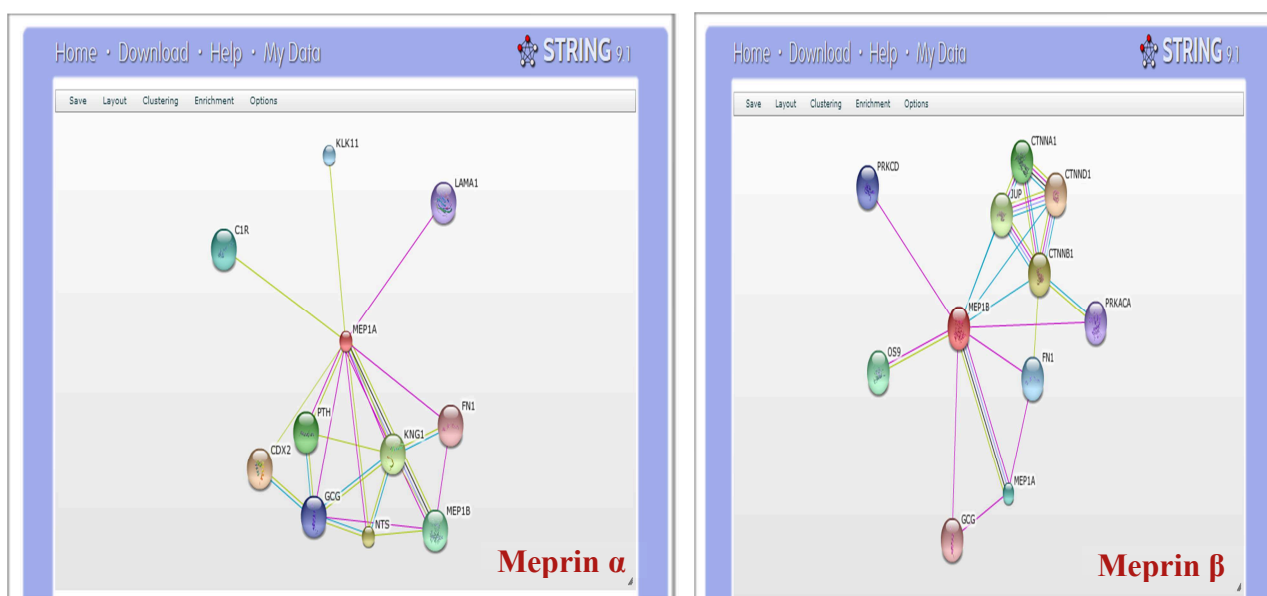 Home · Download · Help · My Data
STRING 9.1
Save Layout Clustering Enrichment Options
KLK11
LAMA1
C1R
MEP1A
FN1
PTH
KNG1
CDX2
GCG
MEP1B
NTS
Meprin α
Home · Download · Help · My Data
STRING 9.1
Save Layout Clustering Enrichment Options
CTNNA1
PRKCD
CTNND1
JUP
CTNNB1
PRKACA
MEP1B
OS9
FN1
MEP1A
GCG
Meprin β